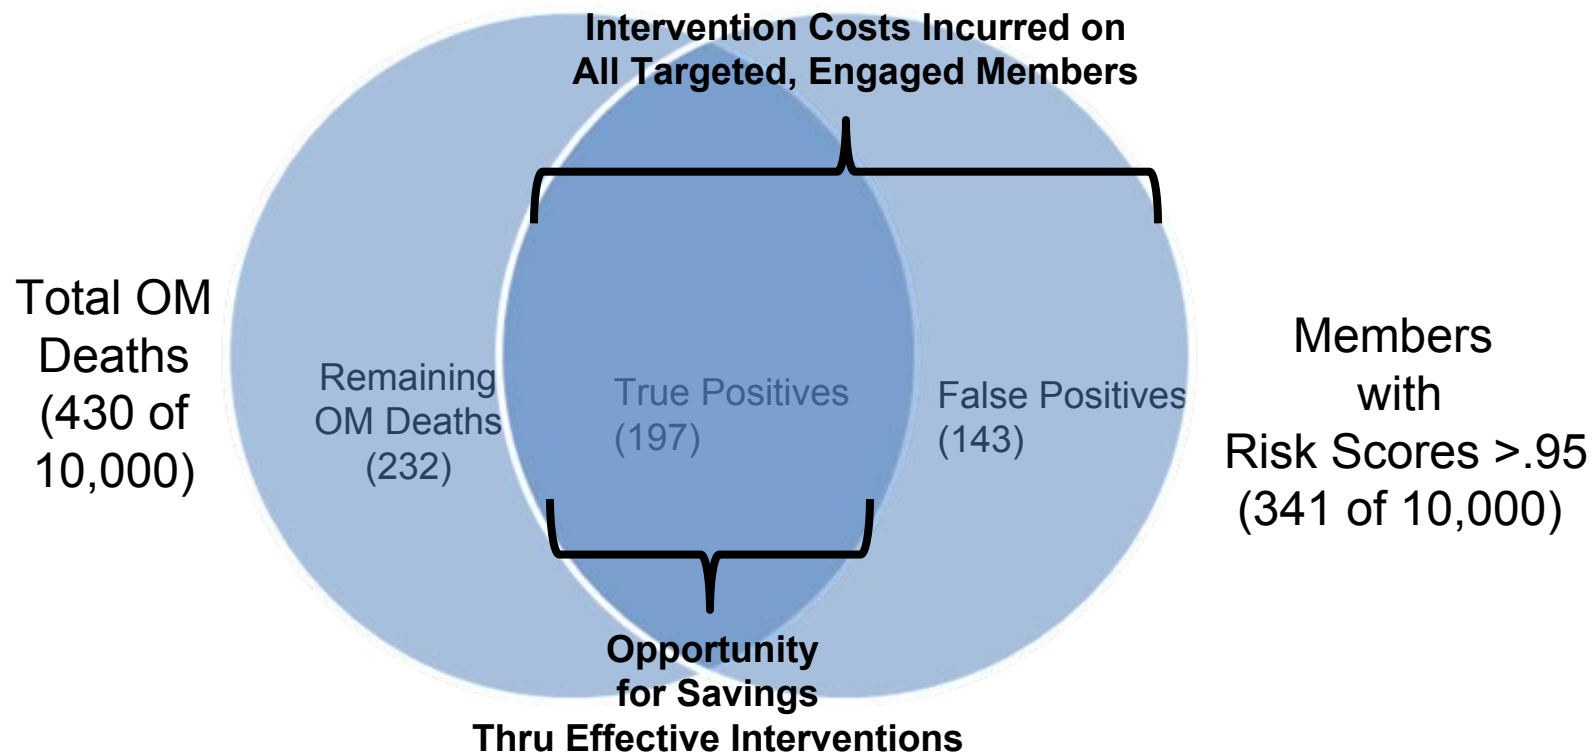 Intervention Costs Incurred on
All Targeted, Engaged Members
Total OM
Deaths
(430 of
10,000)
Remaining
OM Deaths
(232)
True Positives
(197)
False Positives
(143)
Members
with
Risk Scores >.95
(341 of 10,000)
Opportunity
for Savings
Thru Effective Interventions